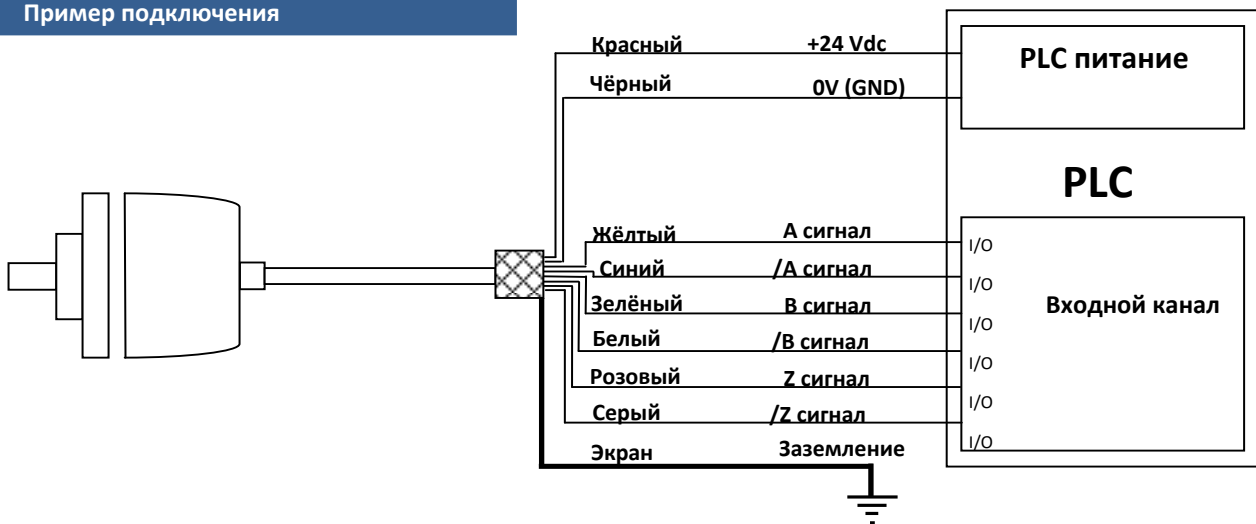 Пример подключения
Красный +24 Vdc
PLC питание
Чёрный 0V (GND)
PLC
Жёлтый A сигнал
I/O
Синий /A сигнал
I/O
Зелёный B сигнал
Входной канал
I/O
Белый /B сигнал
I/O
Розовый Z сигнал
I/O
Серый /Z сигнал
I/O
Экран Заземление